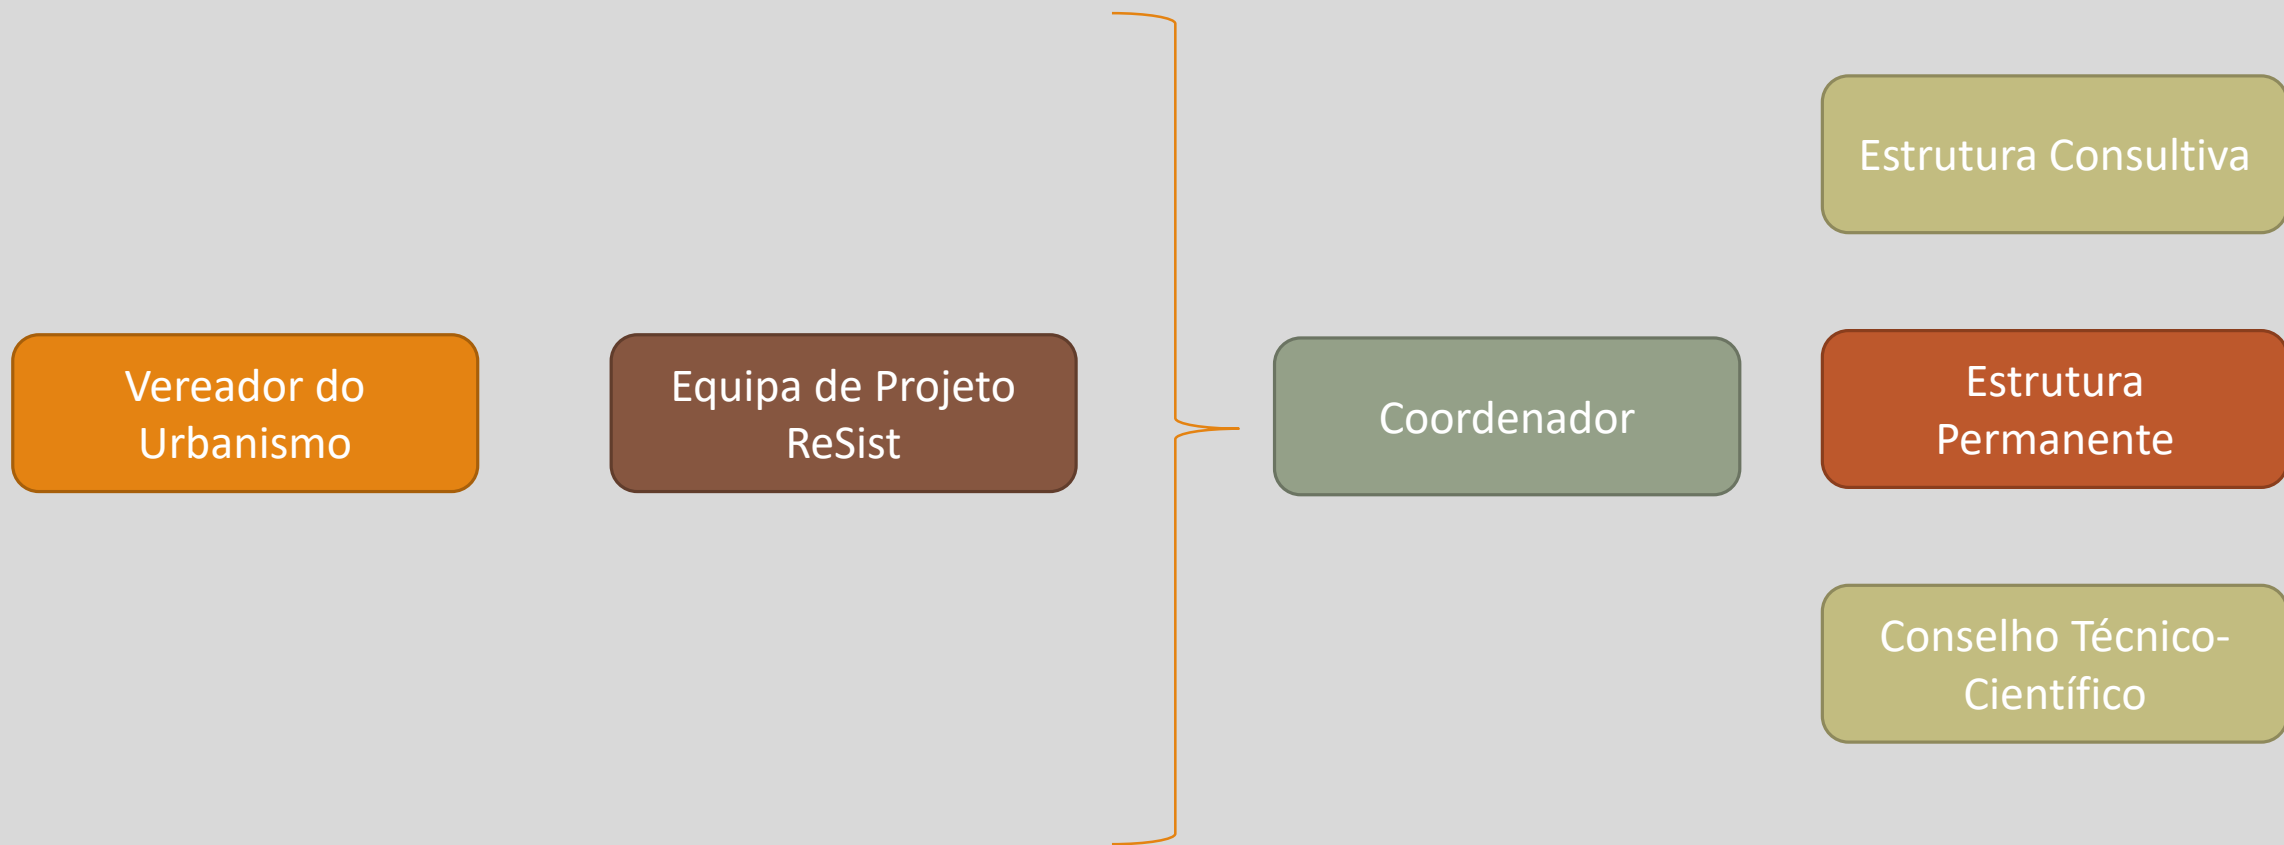 Vereador do
Urbanismo
Equipa de Projeto
ReSist
Coordenador
Estrutura Consultiva
Estrutura
Permanente
Conselho Técnico-
Científico